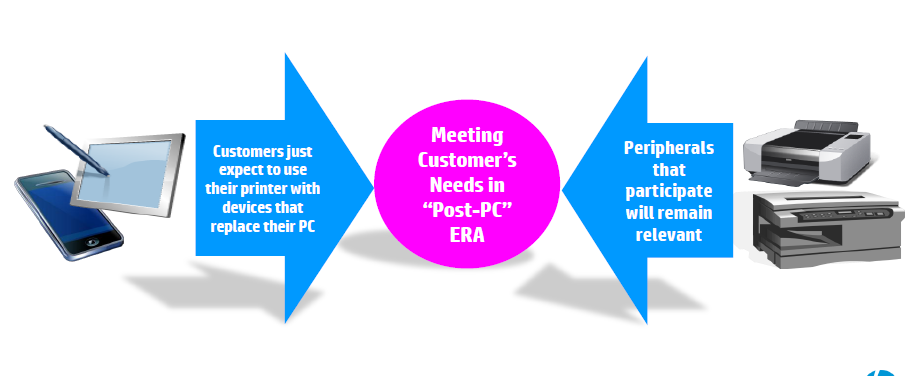 Customers just
expect to use
their printer with
devices that
replace their PC
Meeting
Customer's
Needs in
“Post-PC”
ERA
Peripherals
that
participate
will remain
relevant